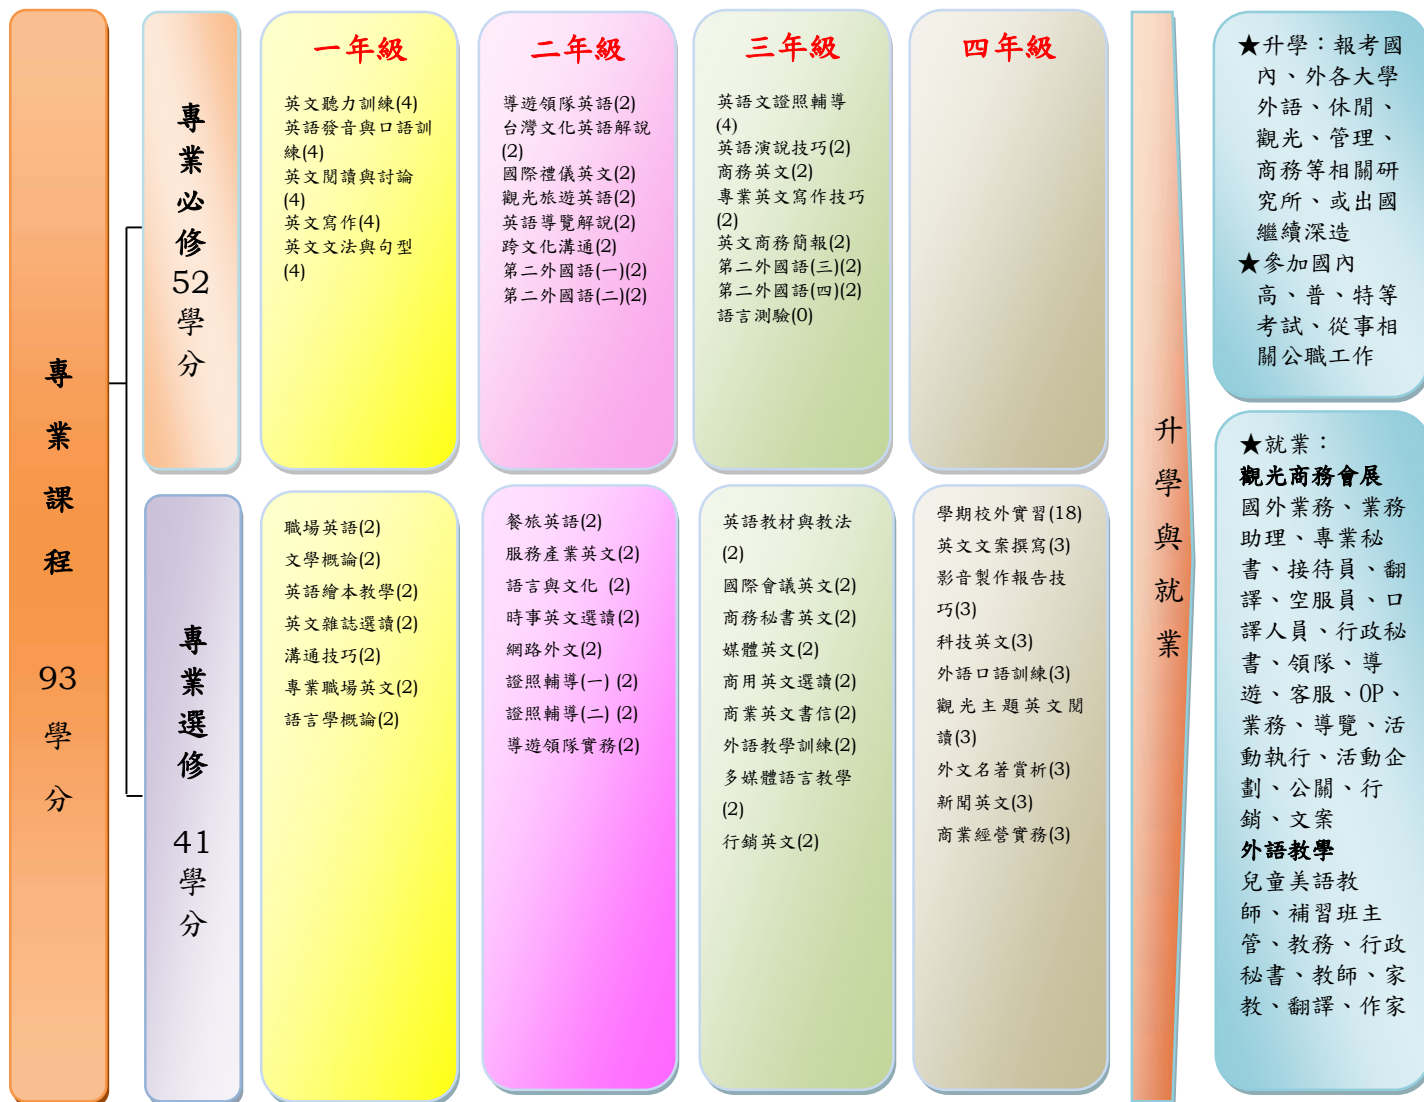 專
業
課
程
93
學
分
專
業
必
修
52
學
分
一年級
英文聽力訓練(4)
英語發音與口語訓
練(4)
英文閱讀與討論
(4)
英文寫作(4)
英文文法與句型
(4)
二年級
導遊領隊英語(2)
台灣文化英語解說
(2)
國際禮儀英文(2)
觀光旅遊英語(2)
英語導覽解說(2)
跨文化溝通(2)
第二外國語(一)(2)
第二外國語(二)(2)
三年級
英語文證照輔導
(4)
英語演說技巧(2)
商務英文(2)
專業英文寫作技巧
(2)
英文商務簡報(2)
第二外國語(三)(2)
第二外國語(四)(2)
語言測驗(0)
四年級
專
業
選
修
41
學
分
職場英語(2)
文學概論(2)
英語繪本教學(2)
英文雜誌選讀(2)
溝通技巧(2)
專業職場英文(2)
語言學概論(2)
餐旅英語(2)
服務產業英文(2)
語言與文化 (2)
時事英文選讀(2)
網路外文(2)
證照輔導(一) (2)
證照輔導(二) (2)
導遊領隊實務(2)
英語教材與教法
(2)
國際會議英文(2)
商務秘書英文(2)
媒體英文(2)
商用英文選讀(2)
商業英文書信(2)
外語教學訓練(2)
多媒體語言教學
(2)
行銷英文(2)
學期校外實習(18)
英文文案撰寫(3)
影音製作報告技
巧(3)
科技英文(3)
外語口語訓練(3)
觀光主題英文閱
讀(3)
外文名著賞析(3)
新聞英文(3)
商業經營實務(3)
升
學
與
就
業
★升學：報考國
內、外各大學
外語、休閒、
觀光、管理、
商務等相關研
究所、或出國
繼續深造
★參加國內
高、普、特等
考試、從事相
關公職工作
★就業：
觀光商務會展
國外業務、業務
助理、專業秘
書、接待員、翻
譯、空服員、口
譯人員、行政秘
書、領隊、導
遊、客服、OP、
業務、導覽、活
動執行、活動企
劃、公關、行
銷、文案
外語教學
兒童美語教
師、補習班主
管、教務、行政
秘書、教師、家
教、翻譯、作家